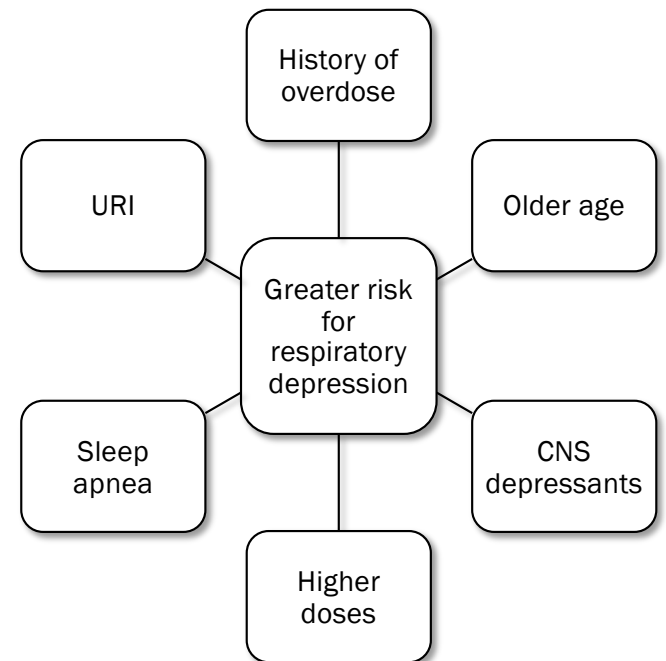 History of
overdose
URI
Older age
Greater risk
for
respiratory
depression
Sleep
apnea
CNS
depressants
Higher
doses